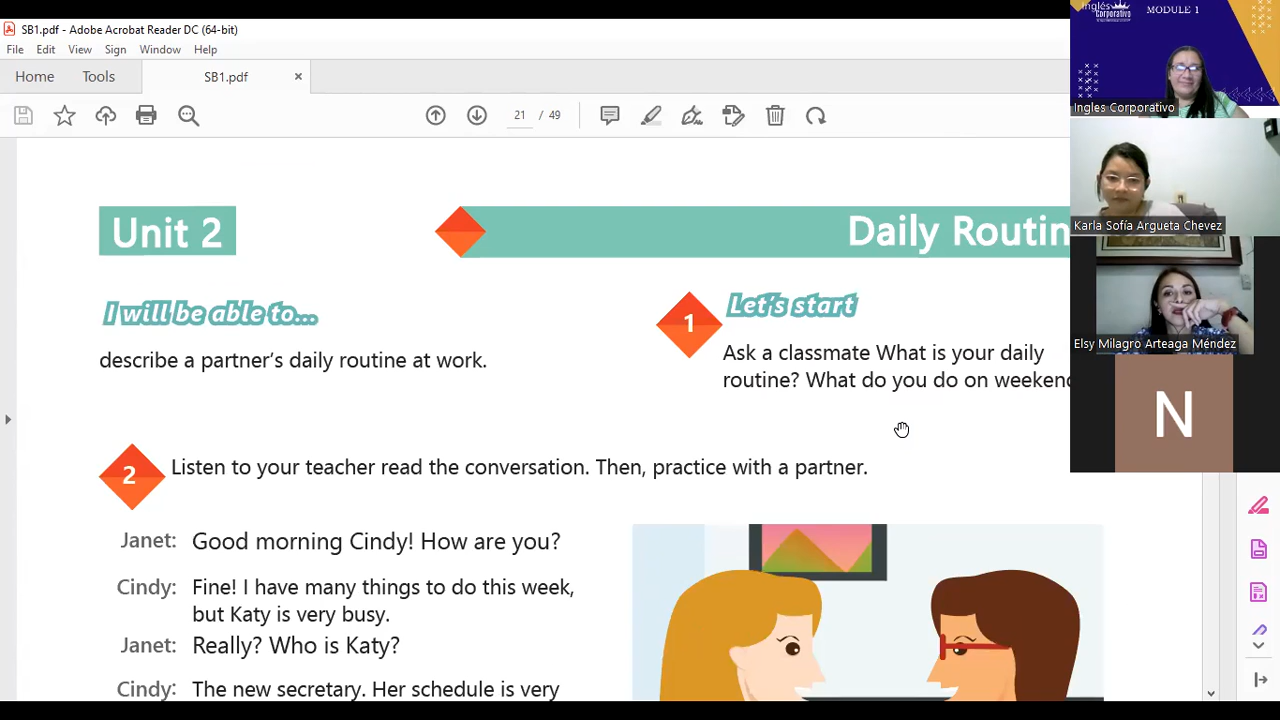 SB1.pdf - Adobe Acrobat Reader DC (64-bit)
File Edit View Sign Window Help
Home Tools SB1.pdf ×
21 / 49
Unit 2
Daily Routin
I will be able to...
describe a partner's daily routine at work.
1
Let's start
Ask a classmate What is your daily
routine? What do you do on weekend
2
Listen to your teacher read the conversation. Then, practice with a partner.
Janet: Good morning Cindy! How are you?
Cindy: Fine! I have many things to do this week,
but Katy is very busy.
Janet: Really? Who is Katy?
Cindy: The new secretary. Her schedule is very
Inglés
Corporativo
MODULE 1
Ingles Corporativo
Karla Sofía Argueta Chevez
Elsy Milagro Arteaga Méndez
N